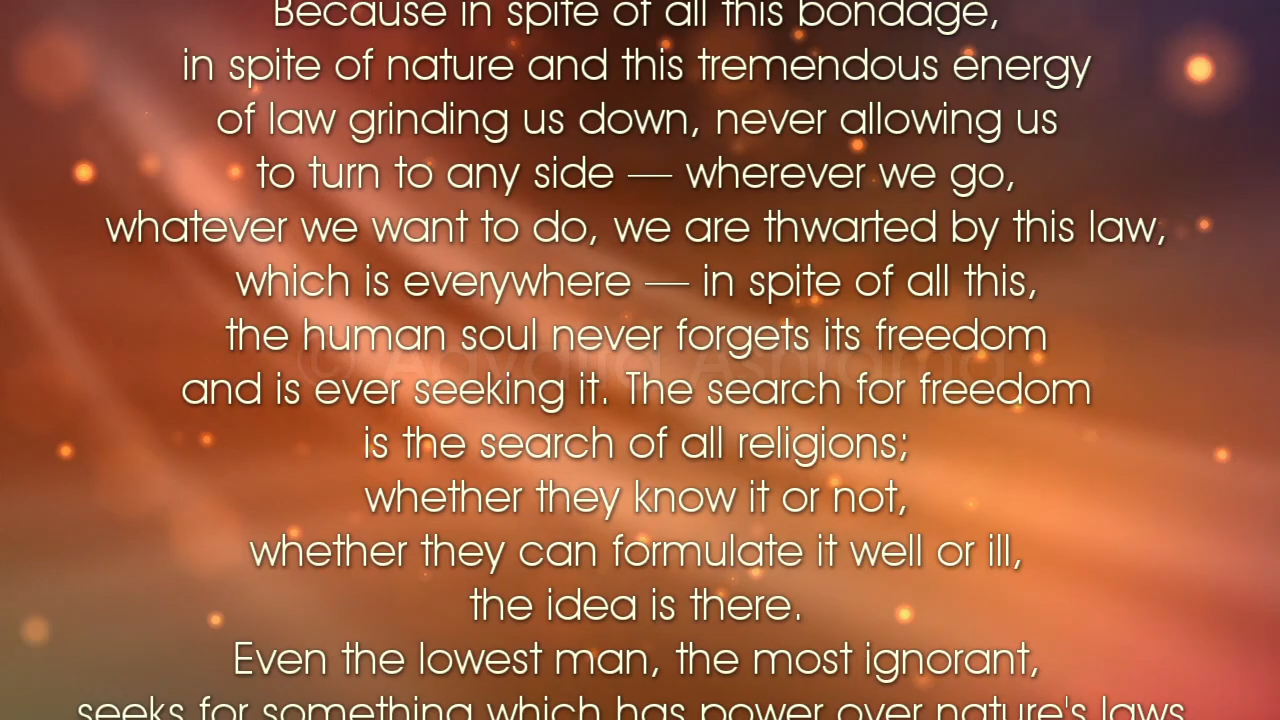 Because in spite of all this bondage,
in spite of nature and this tremendous energy
of law grinding us down, never allowing us
to turn to any side — wherever we go,
whatever we want to do, we are thwarted by this law,
which is everywhere — in spite of all this,
the human soul never forgets its freedom
© Advaita Ashrama
and is ever seeking it. The search for freedom
is the search of all religions;
whether they know it or not,
whether they can formulate it well or ill,
the idea is there.
Even the lowest man, the most ignorant,
seeks for something which has power over nature's laws.